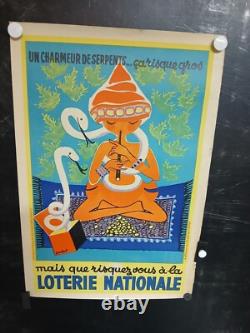 UN CHARMEUR DE SERPENTS... ça risque gros
mais que risquez vous à la
LOTERIE NATIONALE